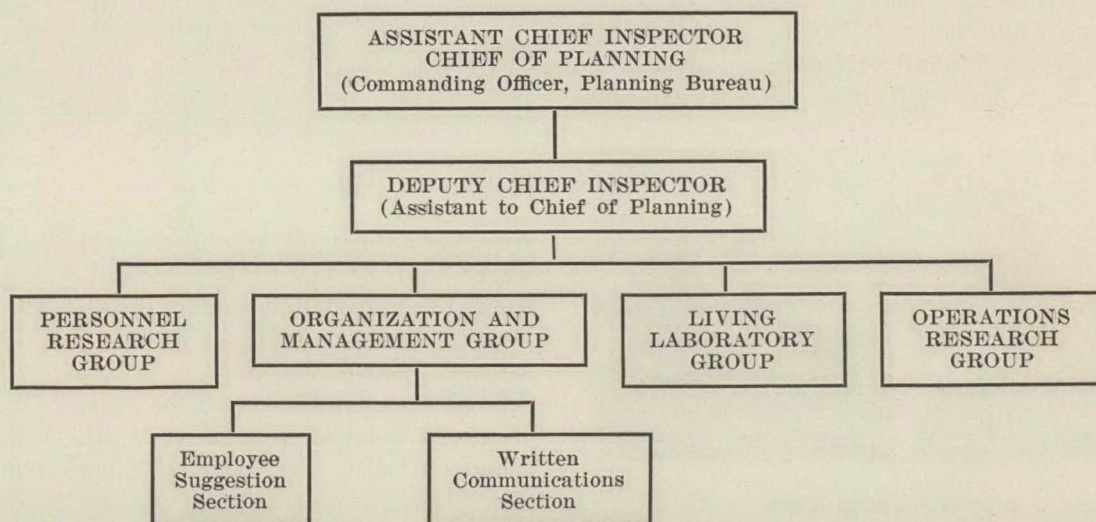 ASSISTANT CHIEF INSPECTOR
CHIEF OF PLANNING
(Commanding Officer, Planning Bureau)
DEPUTY CHIEF INSPECTOR
(Assistant to Chief of Planning)
PERSONNEL
RESEARCH
GROUP
ORGANIZATION AND
MANAGEMENT GROUP
LIVING
LABORATORY
GROUP
OPERATIONS
RESEARCH
GROUP
Employee
Suggestion
Section
Written
Communications
Section